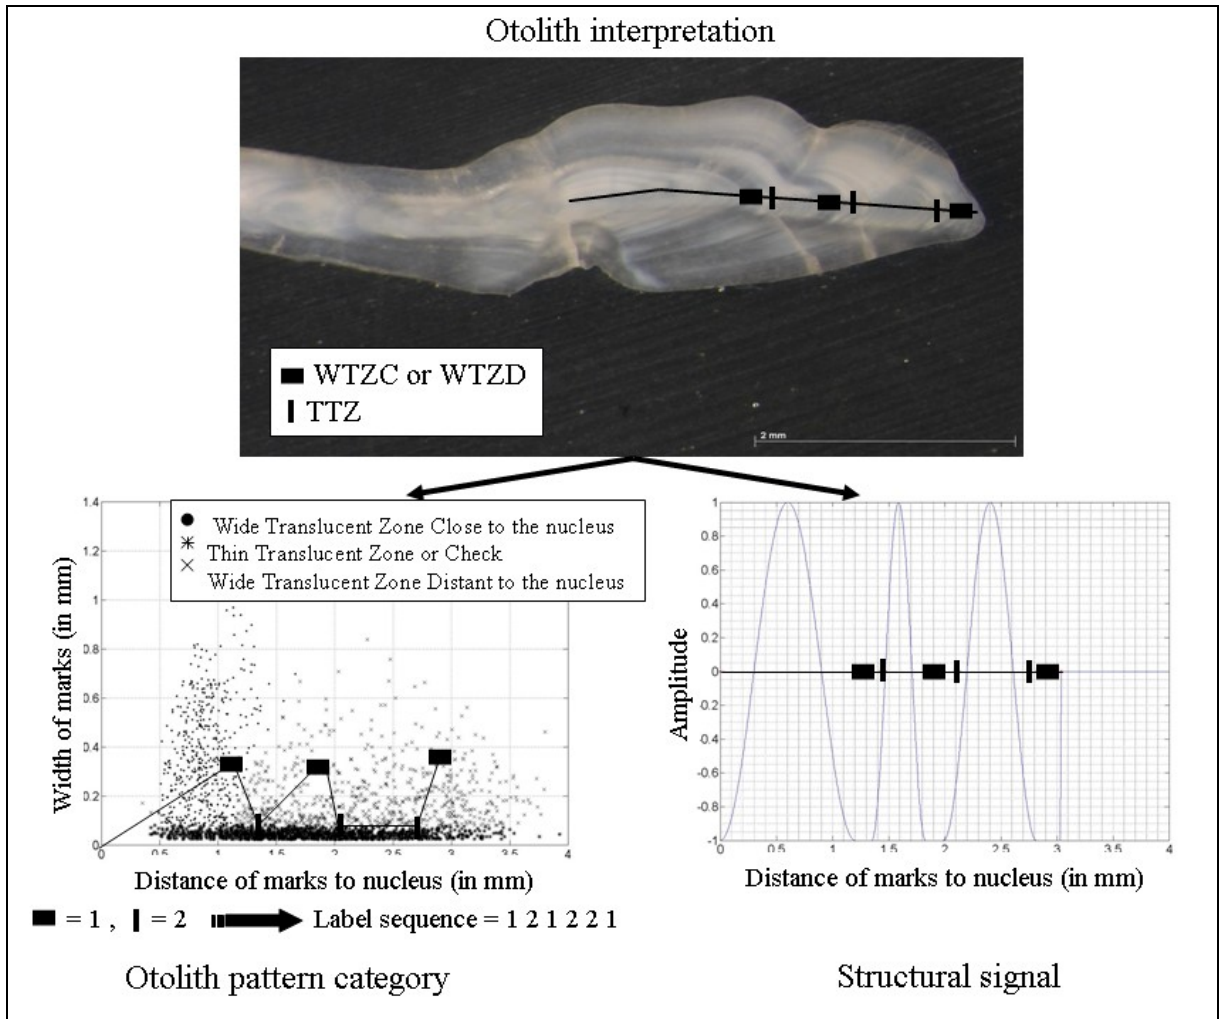 Otolith interpretation
WTZC or WTZD
TTZ
2 mm
Wide Translucent Zone Close to the nucleus
Thin Translucent Zone or Check
Wide Translucent Zone Distant to the nucleus
Width of marks (in mm)
1.4
1.2
1
0.8
0.6
0.4
0.2
0
0 0.5 1 1.5 2 2.5 3 3.5 4
Distance of marks to nucleus (in mm)
Amplitude
1
0.8
0.6
0.4
0.2
0
-0.2
-0.4
-0.6
-0.8
-1
0 0.5 1 1.5 2 2.5 3 3.5 4
Distance of marks to nucleus (in mm)
= 1 , = 2 Label sequence = 1 2 1 2 2 1
Otolith pattern category
Structural signal